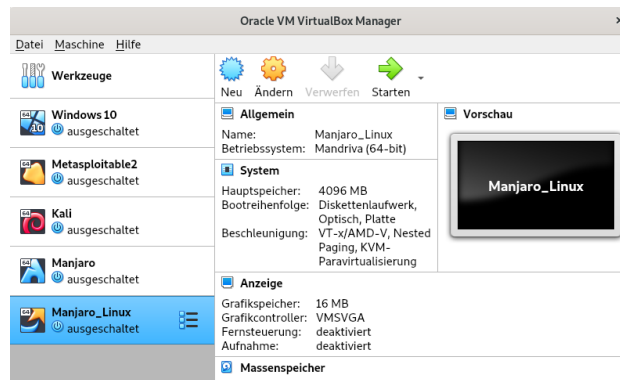 Oracle VM VirtualBox Manager
Datei Maschine Hilfe
Werkzeuge
Windows 10
ausgeschaltet
Metasploitable2
ausgeschaltet
Kali
ausgeschaltet
Manjaro
ausgeschaltet
Manjaro_Linux
ausgeschaltet
Neu Ändern Verwerfen Starten
Allgemein
Name: Manjaro_Linux
Betriebssystem: Mandriva (64-bit)
System
Hauptspeicher: 4096 MB
Bootreihenfolge: Diskettenlaufwerk,
Optisch, Platte
Beschleunigung: VT-x/AMD-V, Nested
Paging, KVM-
Paravirtualisierung
Anzeige
Grafikspeicher: 16 MB
Grafikcontroller: VMSVGA
Fernsteuerung: deaktiviert
Aufnahme: deaktiviert
Massenspeicher
Vorschau
Manjaro_Linux